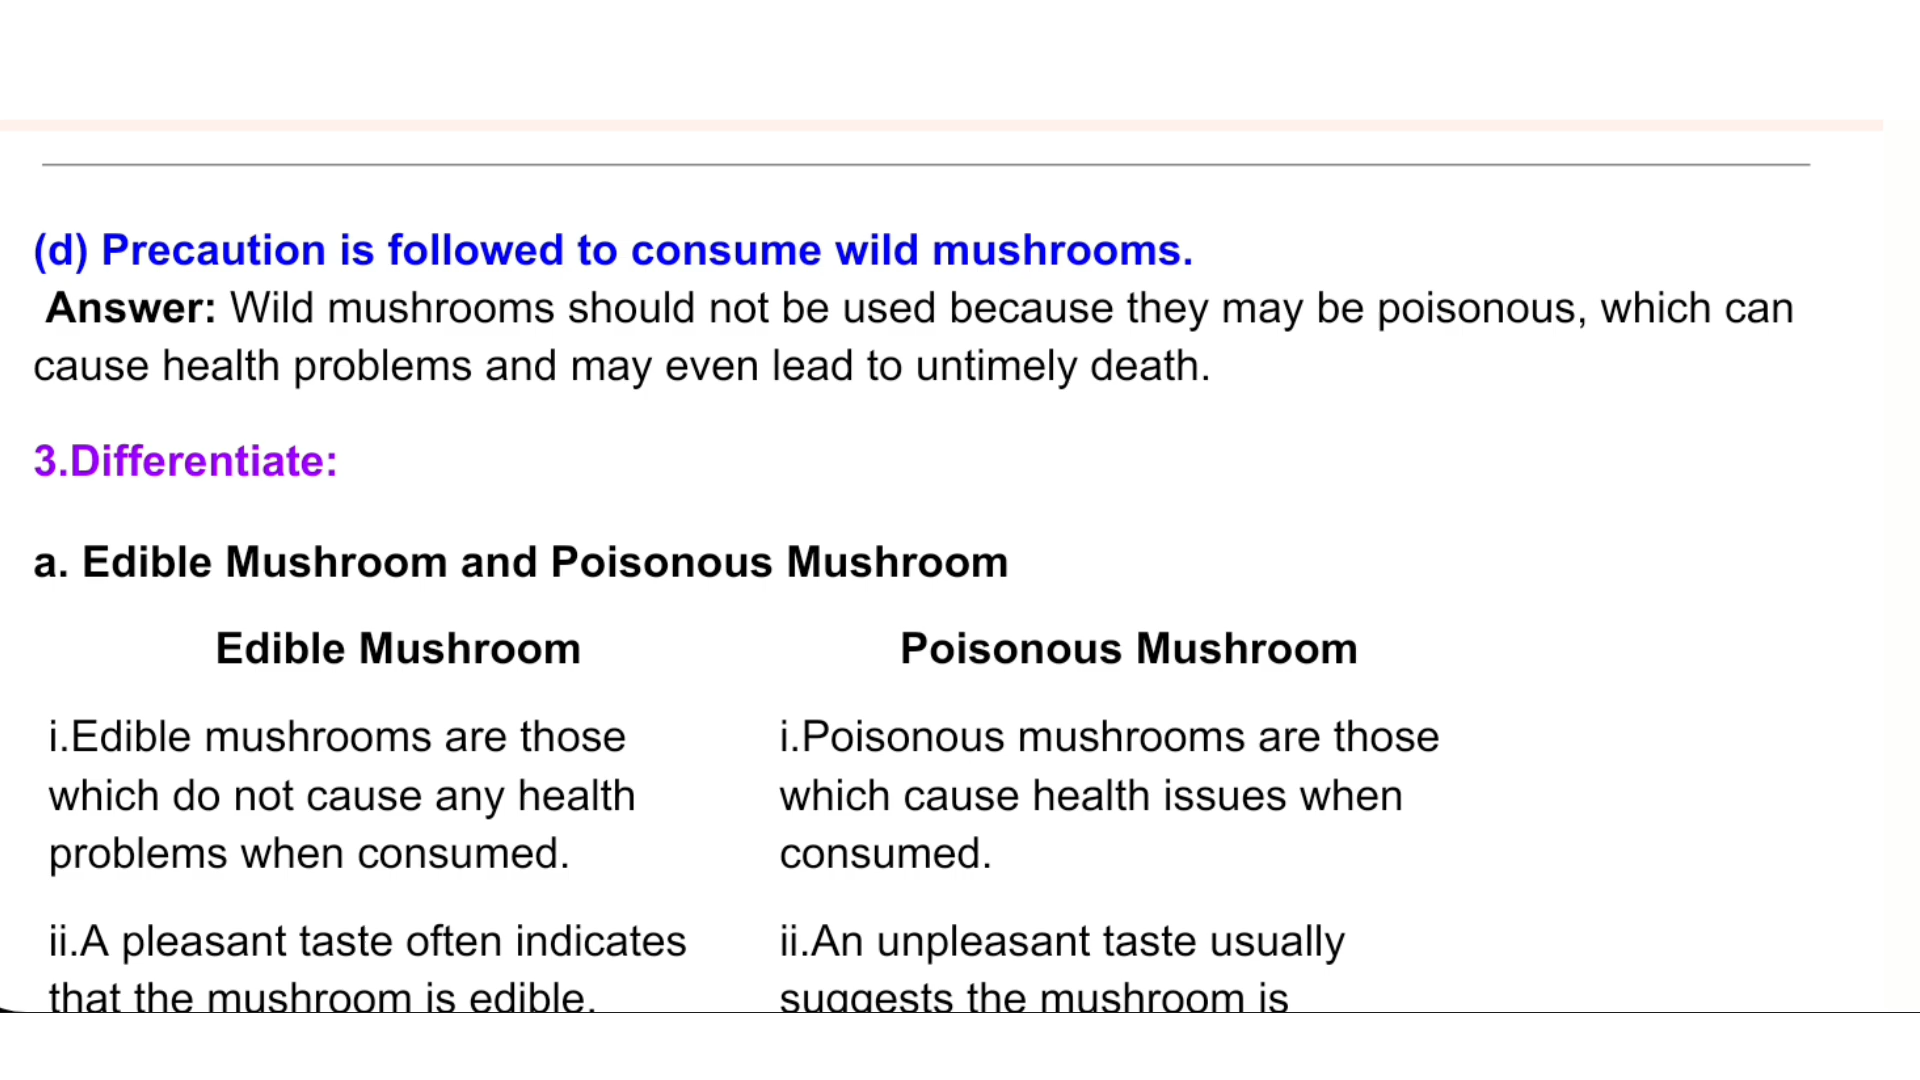 (d) Precaution is followed to consume wild mushrooms.
Answer: Wild mushrooms should not be used because they may be poisonous, which can
cause health problems and may even lead to untimely death.
3.Differentiate:
a. Edible Mushroom and Poisonous Mushroom
Edible Mushroom
i.Edible mushrooms are those
which do not cause any health
problems when consumed.
ii.A pleasant taste often indicates
that the mushroom is edible.
Poisonous Mushroom
i.Poisonous mushrooms are those
which cause health issues when
consumed.
ii.An unpleasant taste usually
suggests the mushroom is